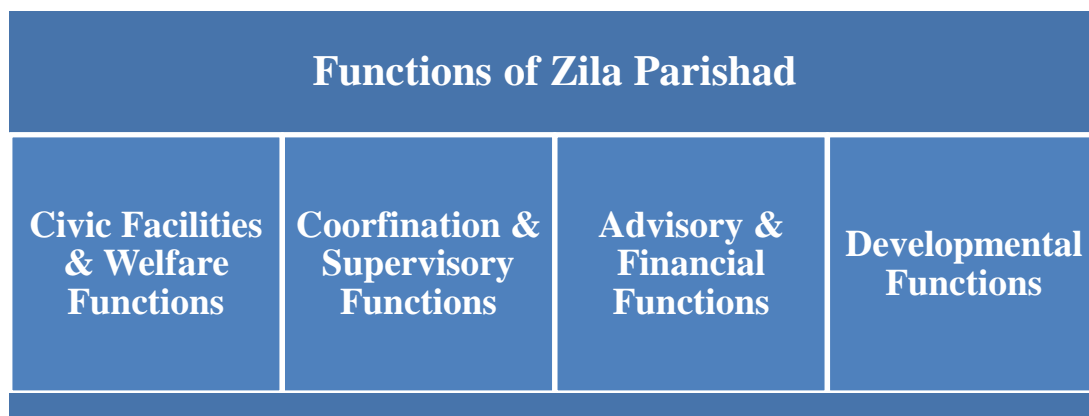 Functions of Zila Parishad
Civic Facilities
& Welfare
Functions
Coorfination &
Supervisory
Functions
Advisory &
Financial
Functions
Developmental
Functions